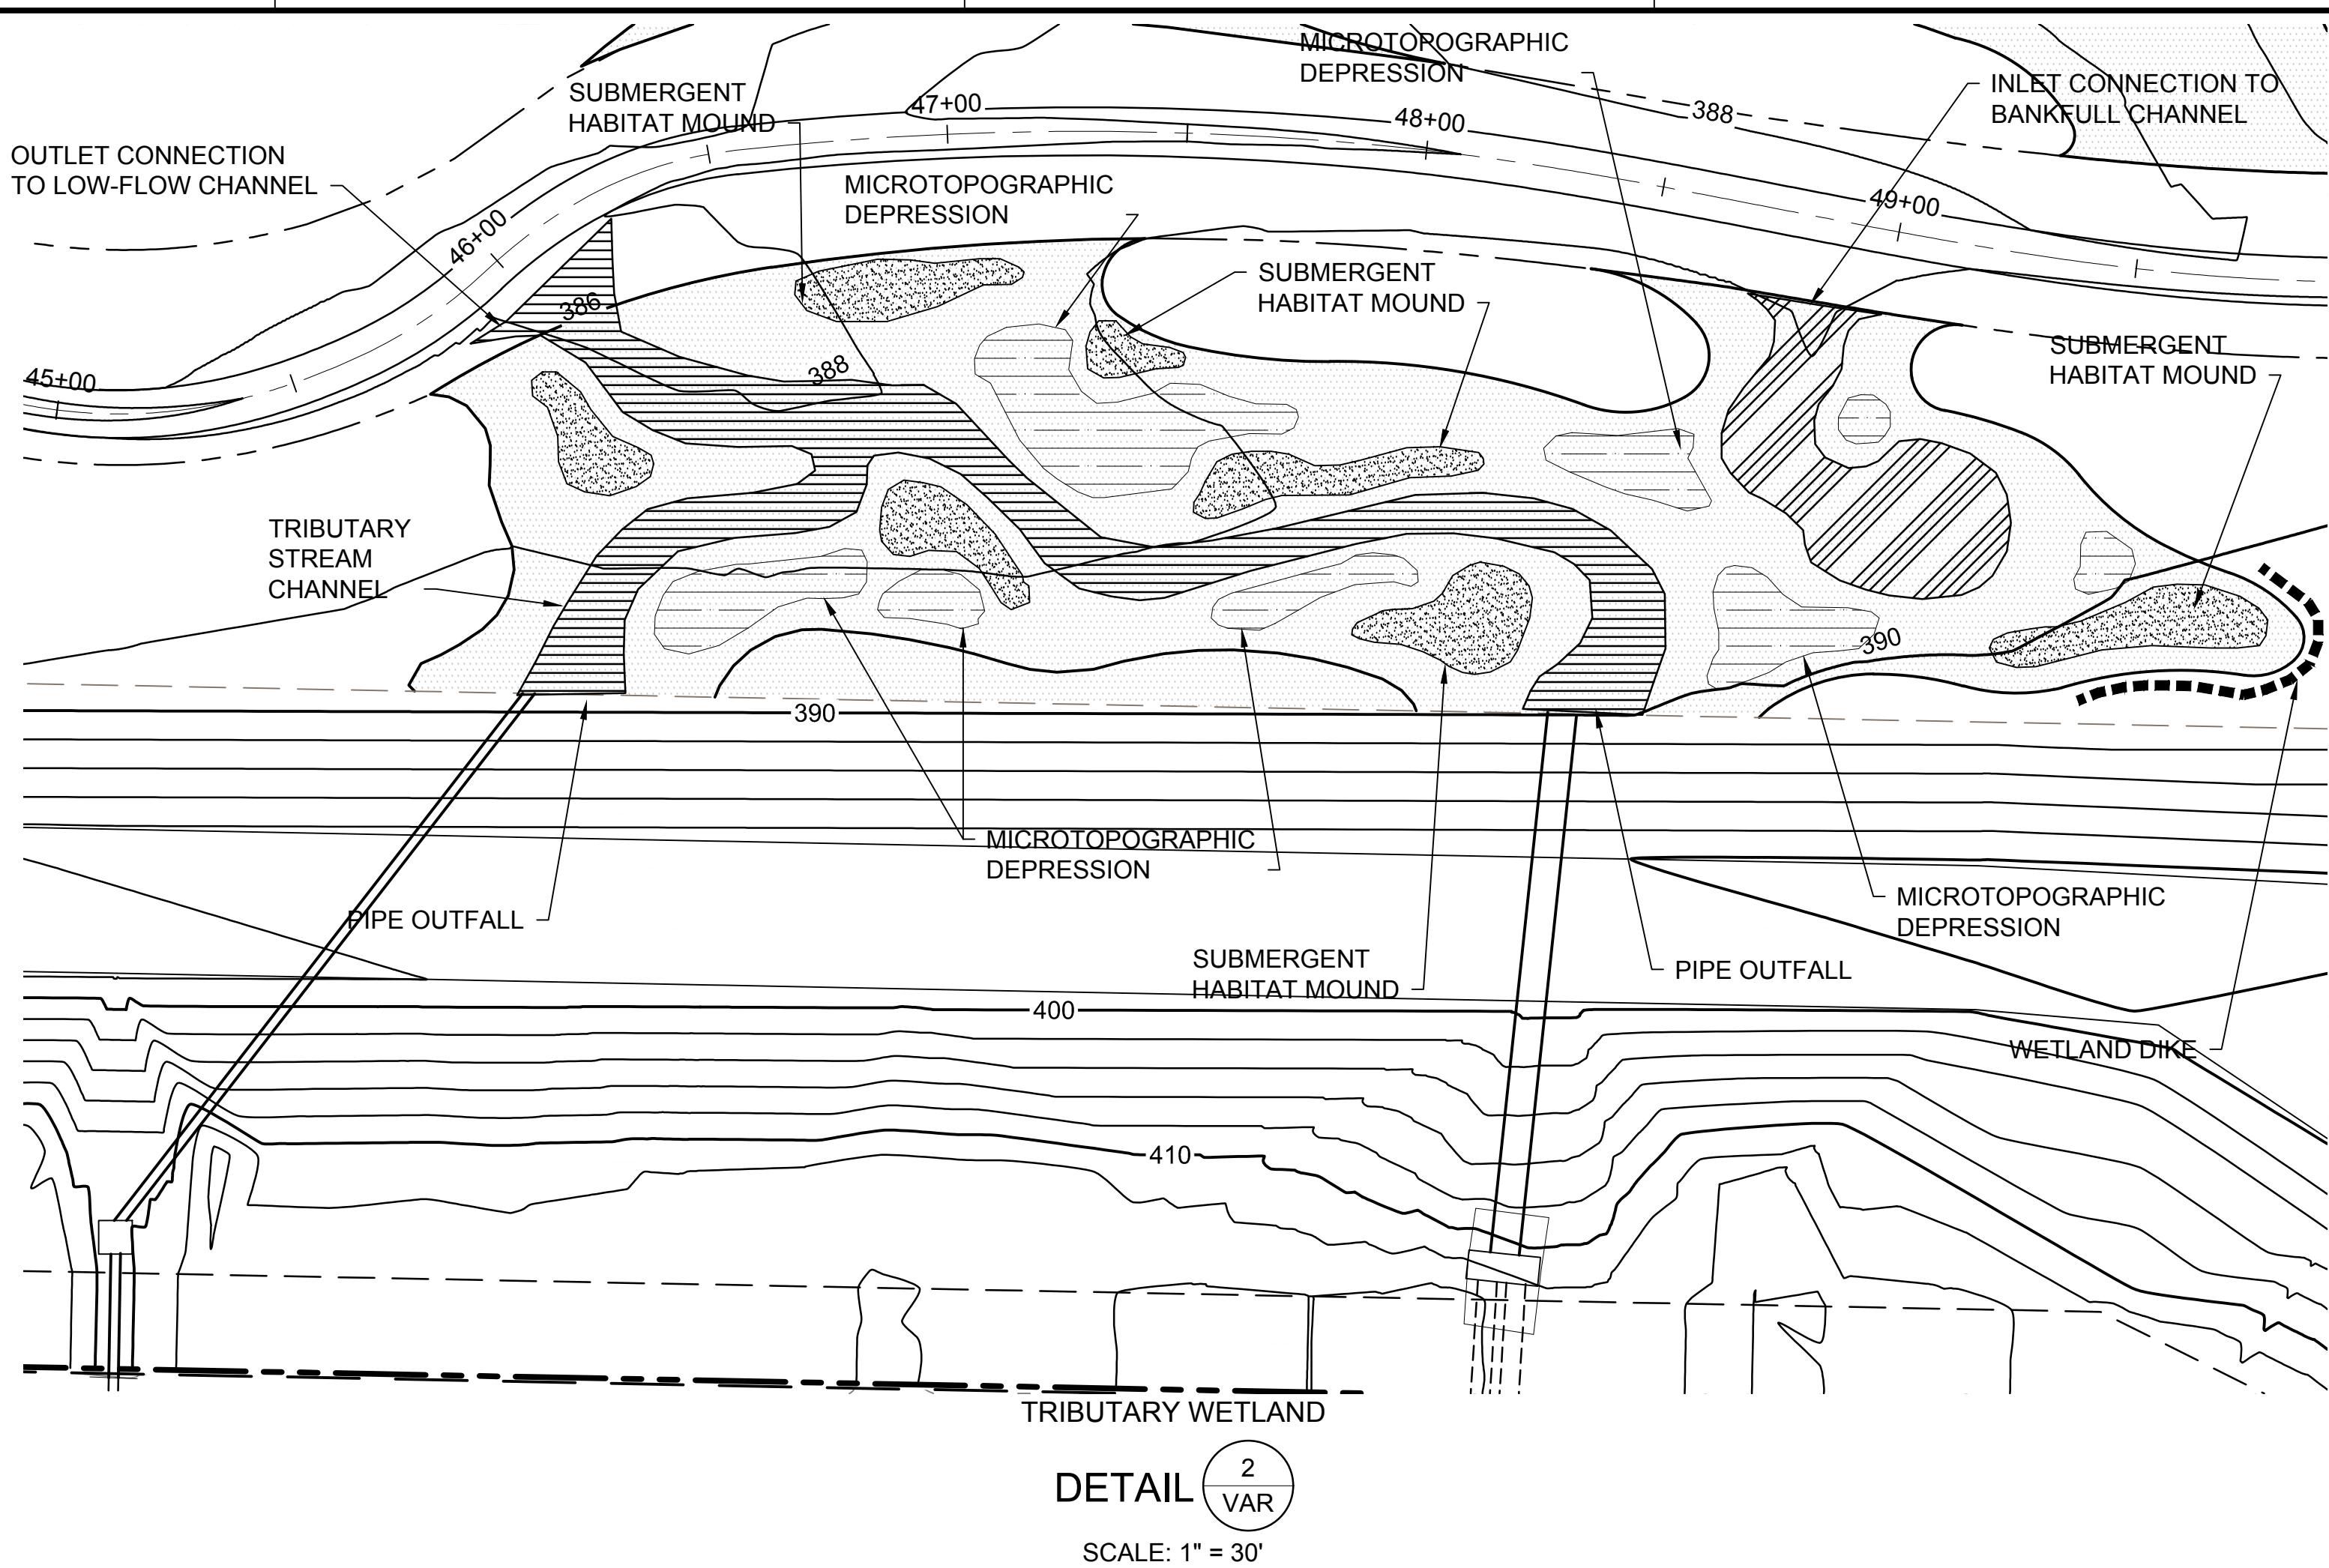 MICROTOPOGRAPHIC
DEPRESSION
SUBMERGENT
HABITAT MOUND
INLET CONNECTION TO
BANKFULL CHANNEL
47+00
48+00
388
OUTLET CONNECTION
TO LOW-FLOW CHANNEL
MICROTOPOGRAPHIC
DEPRESSION
49+00
46+00
SUBMERGENT
HABITAT MOUND
386
SUBMERGENT
HABITAT MOUND
388
45+00
TRIBUTARY
STREAM
CHANNEL
390
390
MICROTOPOGRAPHIC
DEPRESSION
MICROTOPOGRAPHIC
DEPRESSION
PIPE OUTFALL
SUBMERGENT
HABITAT MOUND
PIPE OUTFALL
400
WETLAND DIKE
410
TRIBUTARY WETLAND
DETAIL
2
VAR
SCALE: 1" = 30'